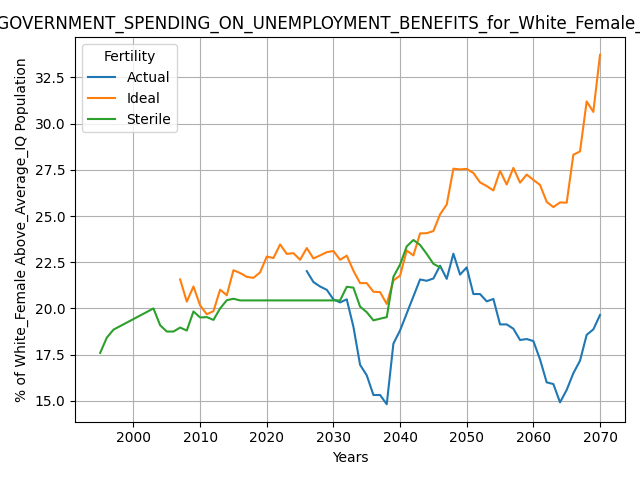 GOVERNMENT_SPENDING_ON_UNEMPLOYMENT_BENEFITS_for_White_Female_
Fertility
Actual
Ideal
Sterile
% of White_Female Above_Average_IQ Population
32.5
30.0
27.5
25.0
22.5
20.0
17.5
15.0
2000 2010 2020 2030 2040 2050 2060 2070
Years